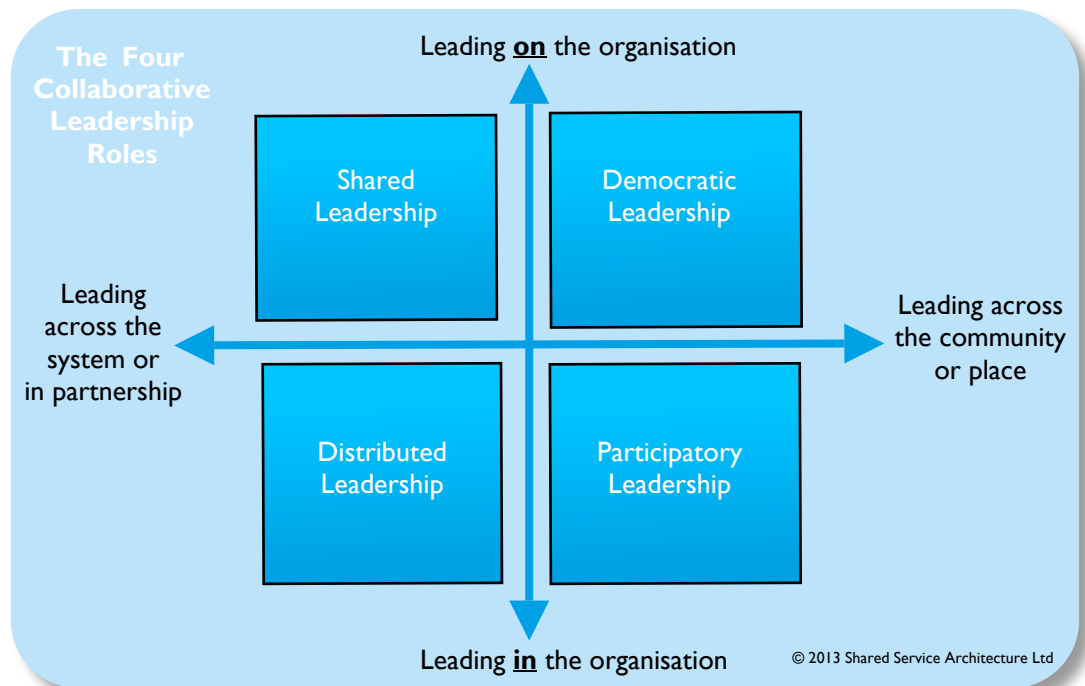 The Four
Collaborative
Leadership
Roles
Leading on the organisation
Shared
Leadership
Democratic
Leadership
Leading
across the
system or
in partnership
Leading across
the community
or place
Distributed
Leadership
Participatory
Leadership
Leading in the organisation
© 2013 Shared Service Architecture Ltd